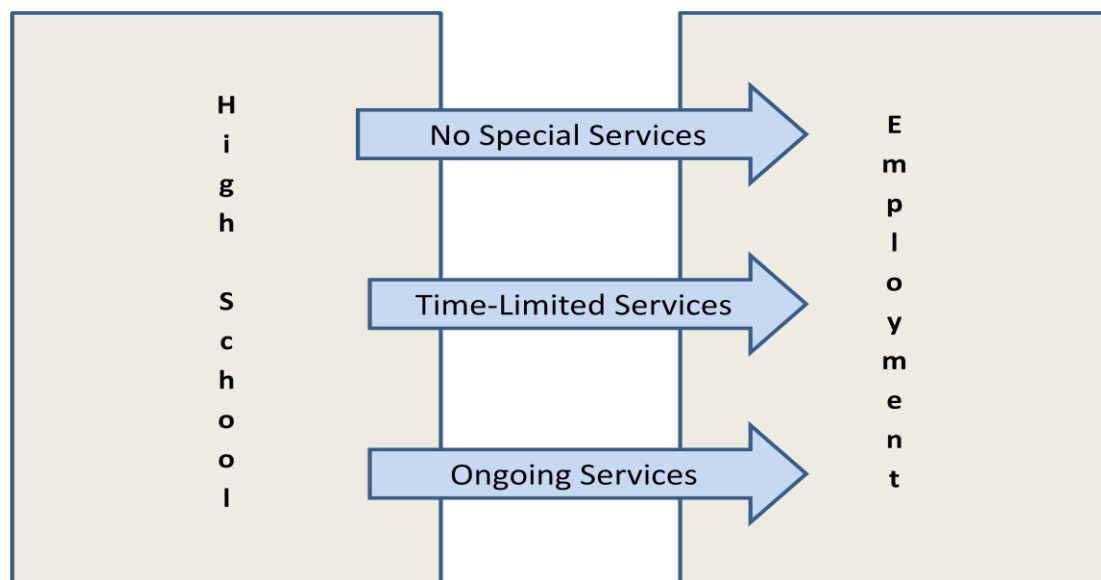 High School
No Special Services
Time-Limited Services
Ongoing Services
Employment